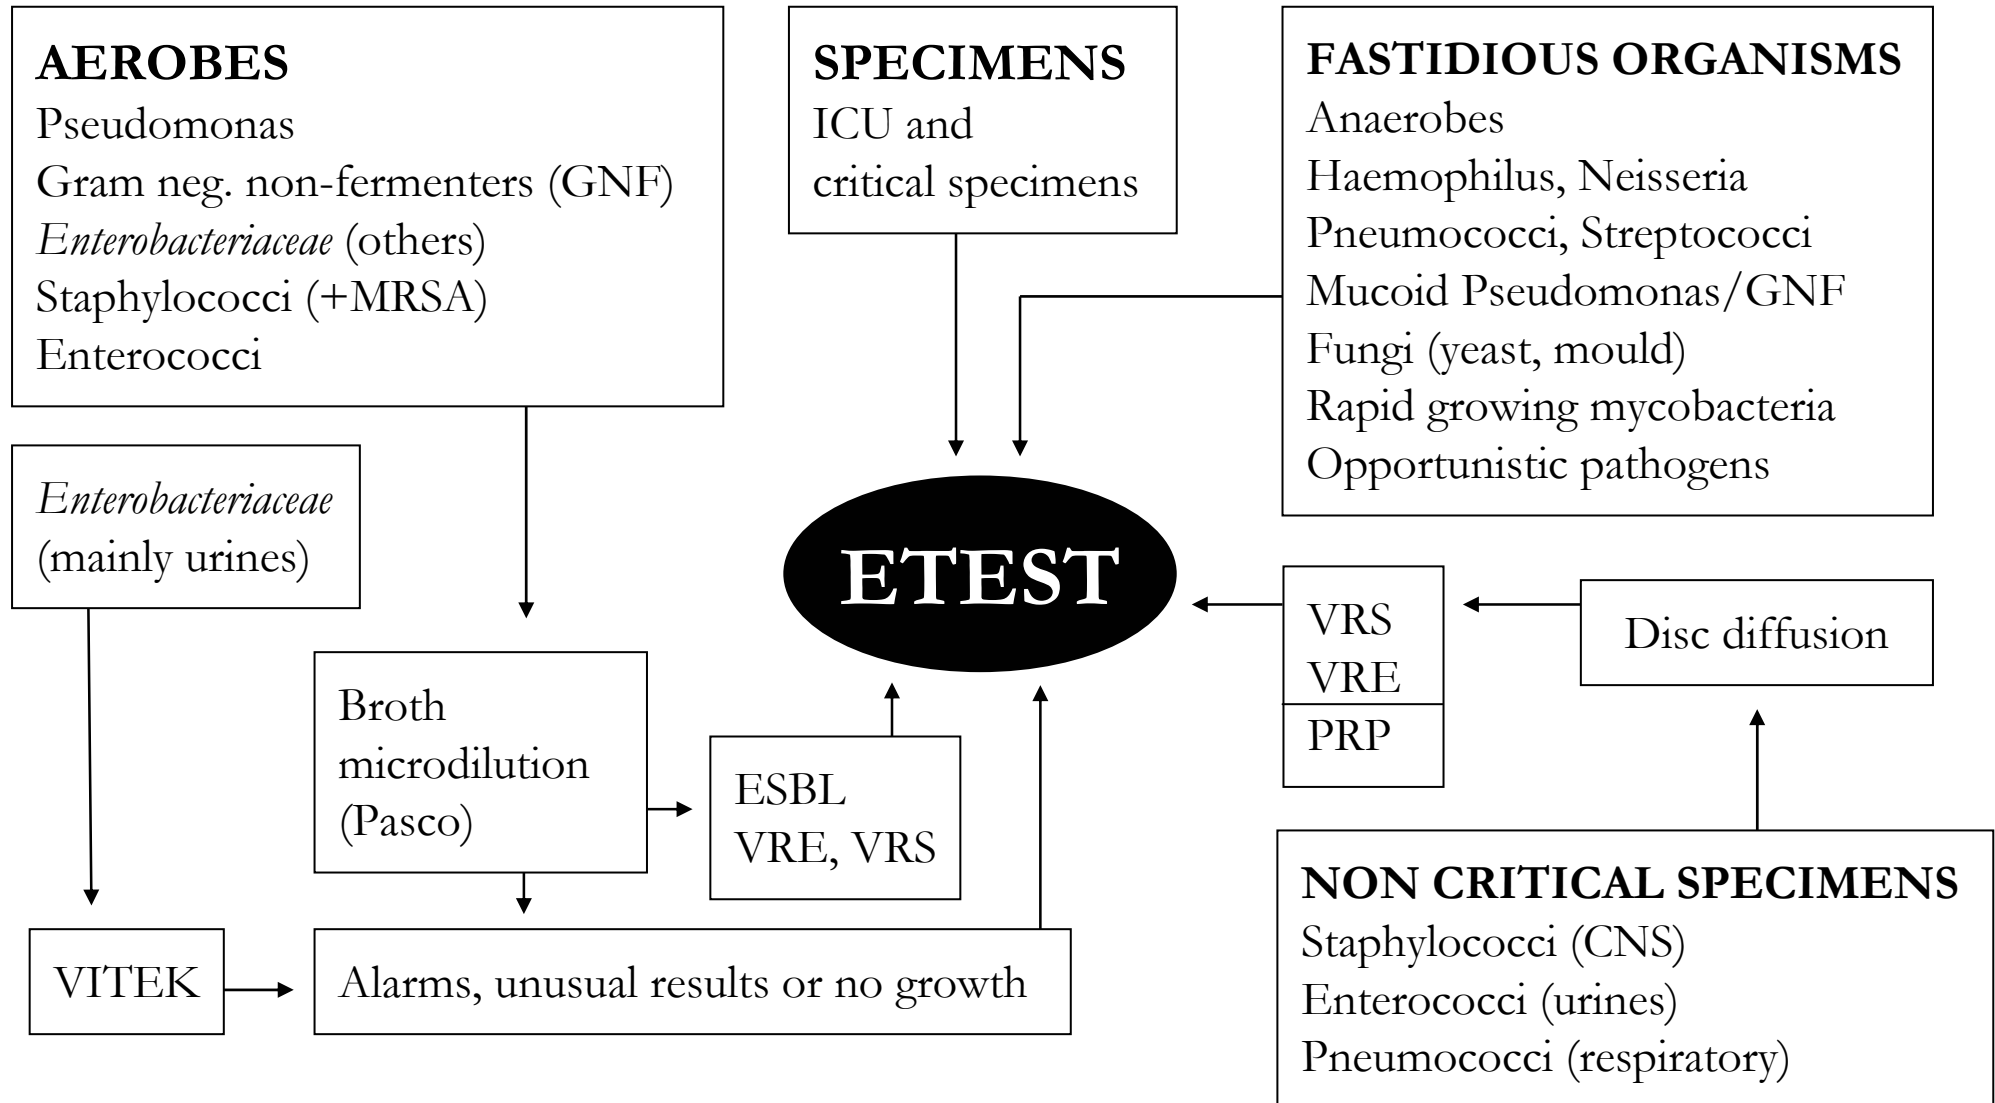 AEROBES
Pseudomonas
Gram neg. non-fermenters (GNF)
Enterobacteriaceae (others)
Staphylococci (+MRSA)
Enterococci
SPECIMENS
ICU and
critical specimens
FASTIDIOUS ORGANISMS
Anaerobes
Haemophilus, Neisseria
Pneumococci, Streptococci
Mucoid Pseudomonas/GNF
Fungi (yeast, mould)
Rapid growing mycobacteria
Opportunistic pathogens
Enterobacteriaceae
(mainly urines)
ETEST
VRS
VRE
PRP
Disc diffusion
Broth
microdilution
(Pasco)
ESBL
VRE, VRS
VITEK
Alarms, unusual results or no growth
NON CRITICAL SPECIMENS
Staphylococci (CNS)
Enterococci (urines)
Pneumococci (respiratory)